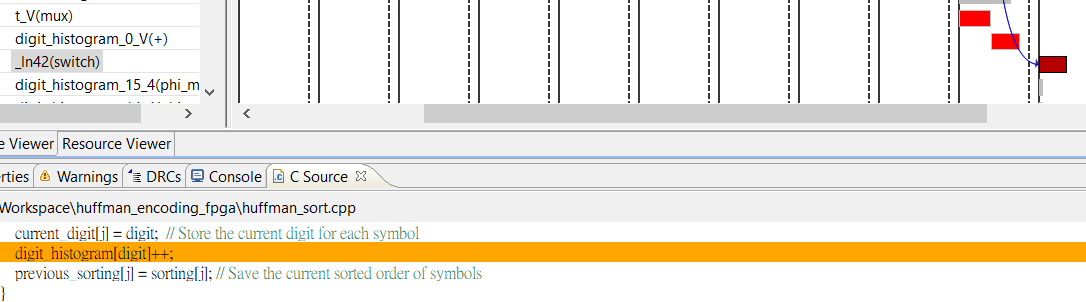 t_V(mux)
digit_histogram_0_V(+)
_ln42(switch)
digit_histogram_15_4(phi_m
e Viewer Resource Viewer
erties Warnings DRCs Console C Source
Workspace\huffman_encoding_fpga\huffman_sort.cpp
current_digit[j] = digit; // Store the current digit for each symbol
digit_histogram[digit]++;
previous_sorting[j] = sorting[j]; // Save the current sorted order of symbols
}